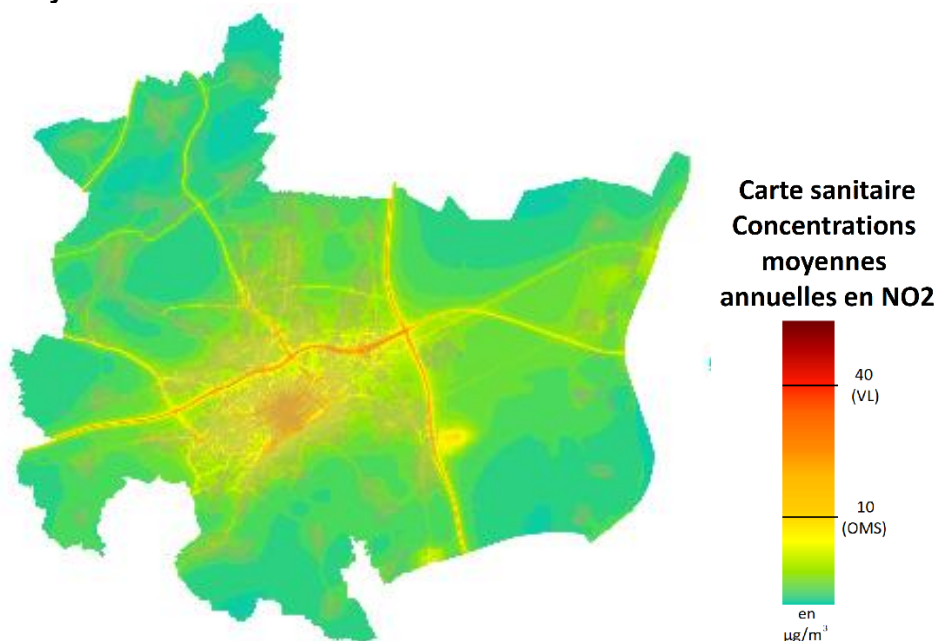 Carte sanitaire
Concentrations
moyennes
annuelles en NO2
40
(VL)
10
(OMS)
en
µg/m³